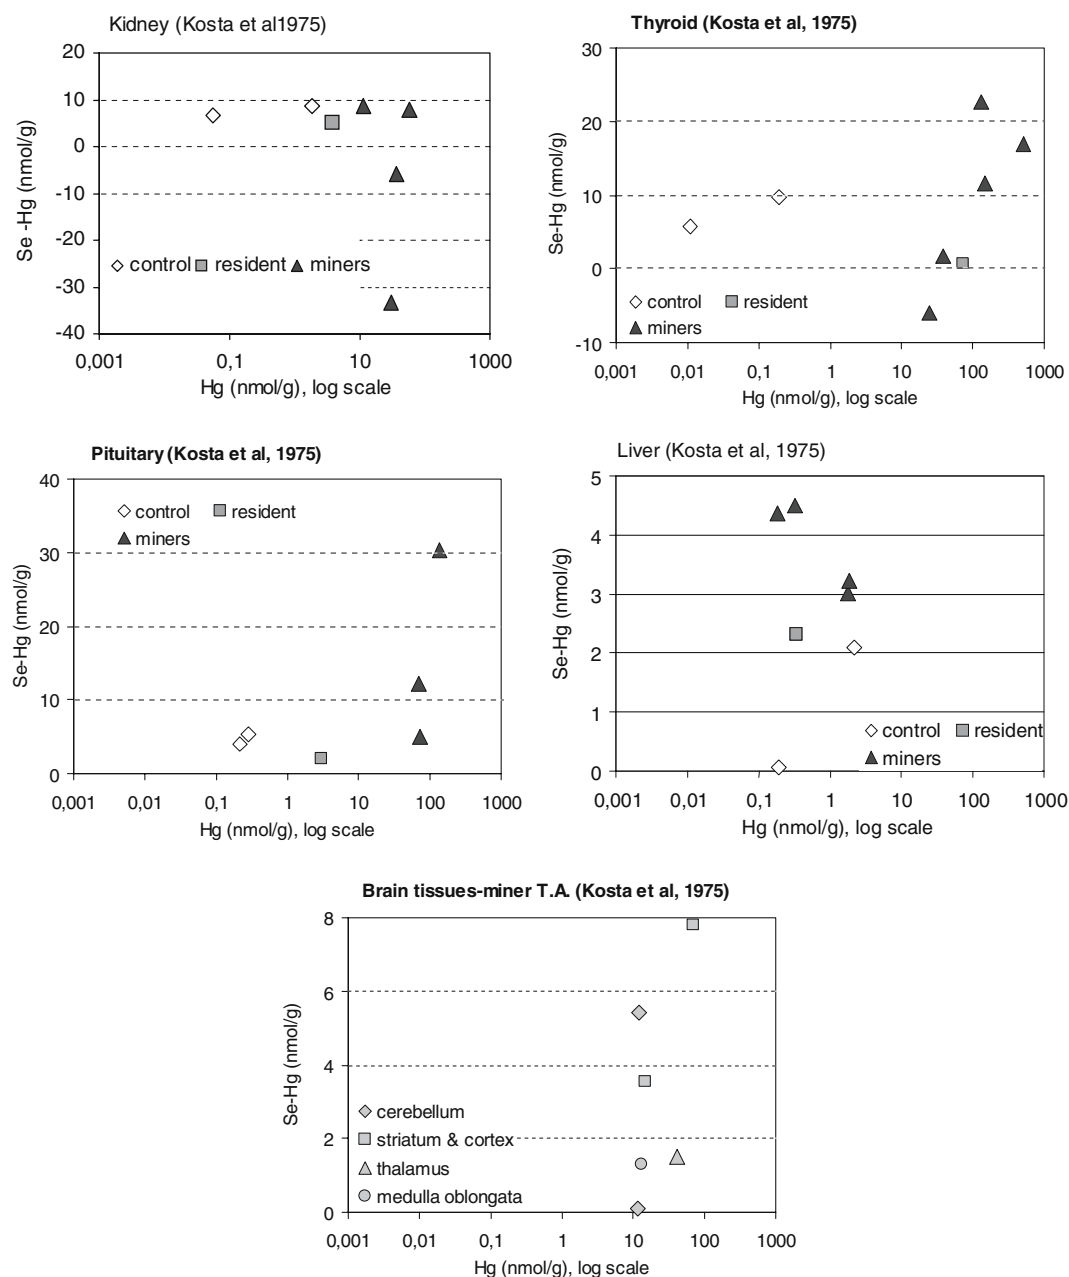 Kidney (Kosta et al1975)
20
10
0
-10
-20
-30
-40
Se -Hg (nmol/g)
control resident miners
0,001 0,1 10 1000
Hg (nmol/g), log scale
Thyroid (Kosta et al, 1975)
30
20
10
0
-10
Se-Hg (nmol/g)
control resident
miners
0,001 0,01 0,1 1 10 100 1000
Hg (nmol/g), log scale
Pituitary (Kosta et al, 1975)
40
30
20
10
0
Se-Hg (nmol/g)
control resident
miners
0,001 0,01 0,1 1 10 100 1000
Hg (nmol/g), log scale
Liver (Kosta et al, 1975)
5
4
3
2
1
0
Se-Hg (nmol/g)
control resident
miners
0,001 0,01 0,1 1 10 100 1000
Hg (nmol/g), log scale
Brain tissues-miner T.A. (Kosta et al, 1975)
8
6
4
2
0
Se-Hg (nmol/g)
cerebellum
striatum & cortex
thalamus
medulla oblongata
0,001 0,01 0,1 1 10 100 1000
Hg (nmol/g), log scale